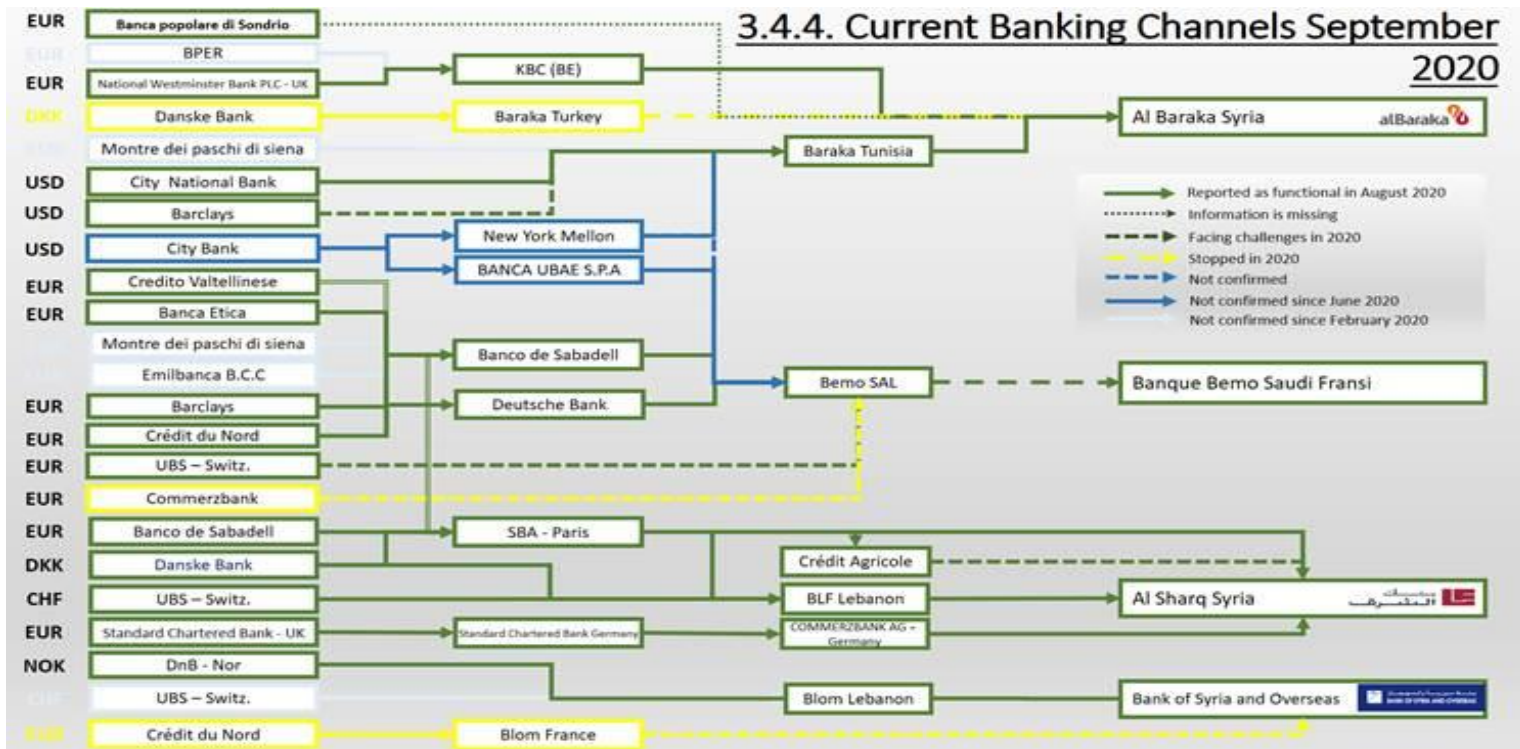 3.4.4. Current Banking Channels September
2020
EUR Banca popolare di Sondrio
EUR BPER
EUR National Westminster Bank PLC - UK KBC (BE)
DKK Danske Bank Baraka Turkey Al Baraka Syria alBaraka
Montre dei paschi di siena Baraka Tunisia
USD City National Bank
USD Barclays
USD City Bank New York Mellon
BANCA UBAE S.P.A
EUR Credito Valtellinese
EUR Banca Etica
Montre dei paschi di siena Banco de Sabadell
Emilbanca B.C.C Bemo SAL Banque Bemo Saudi Fransi
EUR Barclays Deutsche Bank
EUR Crédit du Nord
EUR UBS – Switz.
EUR Commerzbank
EUR Banco de Sabadell SBA - Paris
DKK Danske Bank Crédit Agricole
CHF UBS – Switz. BLF Lebanon Al Sharq Syria
EUR Standard Chartered Bank - UK Standard Chartered Bank Germany COMMERZBANK AG –
Germany
NOK DnB - Nor
UBS – Switz. Blom Lebanon Bank of Syria and Overseas
EUR Crédit du Nord Blom France
Reported as functional in August 2020
Information is missing
Facing challenges in 2020
Stopped in 2020
Not confirmed
Not confirmed since June 2020
Not confirmed since February 2020